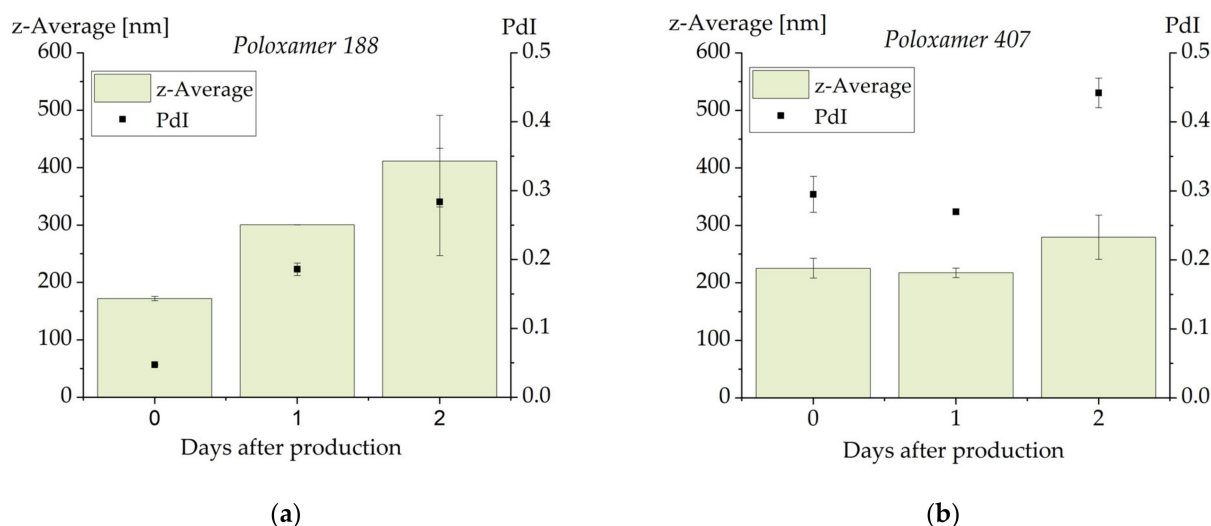 z-Average [nm] PdI
Poloxamer 188
600 0.5
z-Average
PdI
500
0.4
400
0.3
300
0.2
200
0.1
100
0 0.0
0 1 2
Days after production
(a)
z-Average [nm] PdI
Poloxamer 407
600 0.5
z-Average
PdI
500
0.4
400
0.3
300
0.2
200
0.1
100
0 0.0
0 1 2
Days after production
(b)